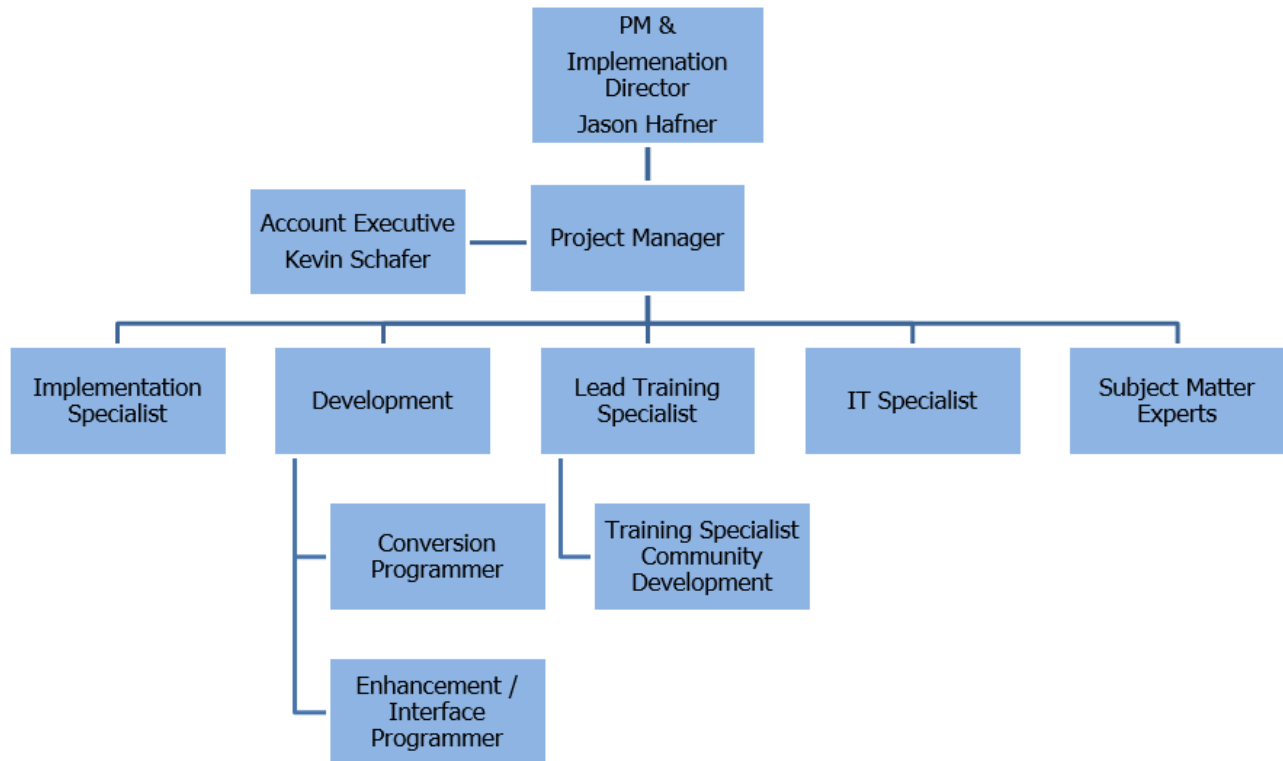 PM &
Implemenation
Director
Jason Hafner
Account Executive
Kevin Schafer
Project Manager
Implementation
Specialist
Development
Lead Training
Specialist
IT Specialist
Subject Matter
Experts
Conversion
Programmer
Training Specialist
Community
Development
Enhancement /
Interface
Programmer